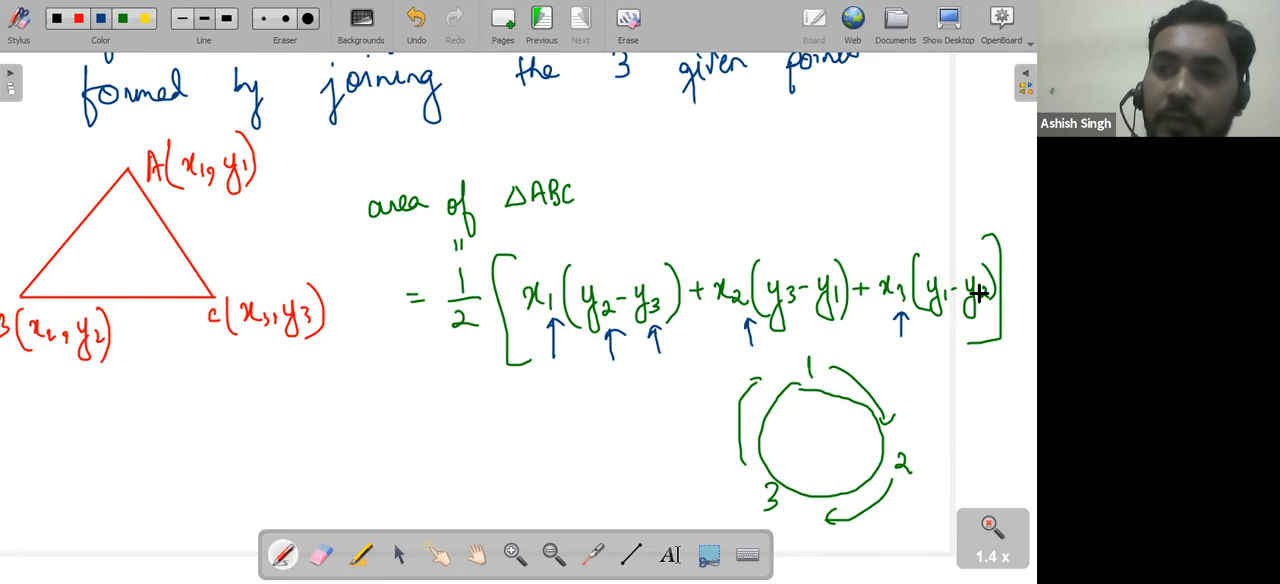 Stylus Color Line Eraser Backgrounds Undo Redo Pages Previous Next Erase Board Web Documents Show Desktop OpenBoard
Ashish Singh
formed by joining the 3 given
A(x₁, y₁)
B(x₂, y₂)
C(x₃, y₃)
area of △ABC
"
= 1/2 [x₁(y₂-y₃)+x₂(y₃-y₁)+x₃(y₁-y₂)]
1
2
3
1.4 x